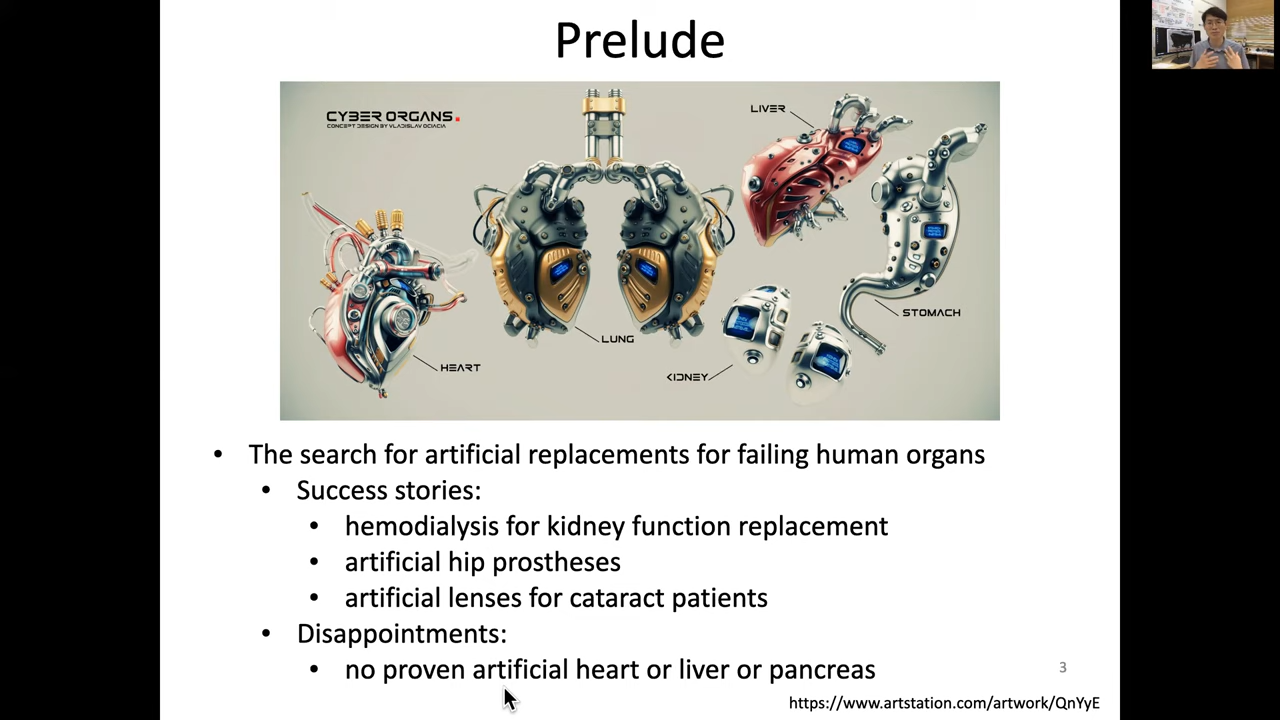 Prelude
CYBER ORGANS.
CONCEPT DESIGN BY VLADISLAV OCIACIA
LIVER
STOMACH
LUNG
HEART
KIDNEY
• The search for artificial replacements for failing human organs
• Success stories:
• hemodialysis for kidney function replacement
• artificial hip prostheses
• artificial lenses for cataract patients
• Disappointments:
• no proven artificial heart or liver or pancreas
3
https://www.artstation.com/artwork/QnYyE